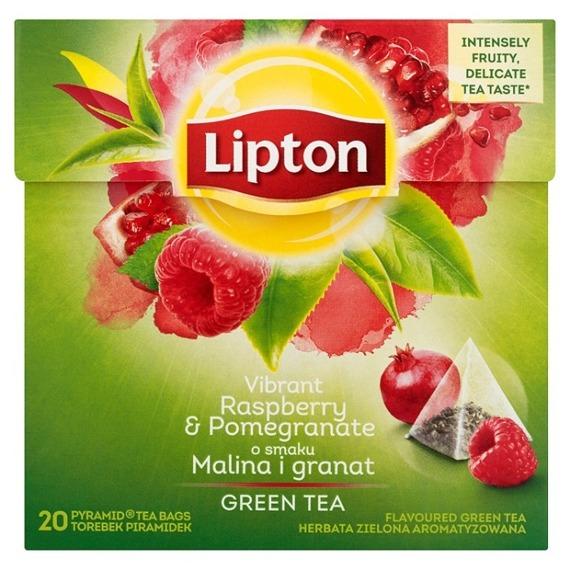 INTENSELY
FRUITY,
DELICATE
TEA TASTE*
Lipton
Vibrant
Raspberry
& Pomegranate
o smaku
Malina i granat
GREEN TEA
20 PYRAMID® TEA BAGS
TOREBEK PIRAMIDEK
FLAVOURED GREEN TEA
HERBATA ZIELONA AROMATYZOWANA